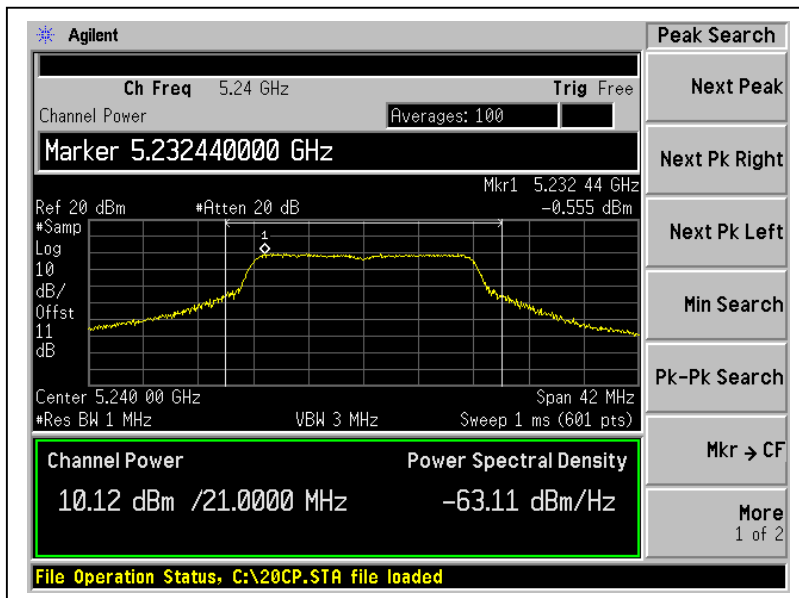 Agilent
Peak Search
Ch Freq 5.24 GHz Trig Free
Channel Power Averages: 100
Marker 5.232440000 GHz
Mkr1 5.232 44 GHz
Ref 20 dBm #Atten 20 dB -0.555 dBm
#Samp
Log
10
dB/
Offst
11
dB
1
Center 5.240 00 GHz Span 42 MHz
#Res BW 1 MHz VBW 3 MHz Sweep 1 ms (601 pts)
Channel Power Power Spectral Density
10.12 dBm /21.0000 MHz -63.11 dBm/Hz
File Operation Status, C:\20CP.STA file loaded
Next Peak
Next Pk Right
Next Pk Left
Min Search
Pk-Pk Search
Mkr → CF
More
1 of 2